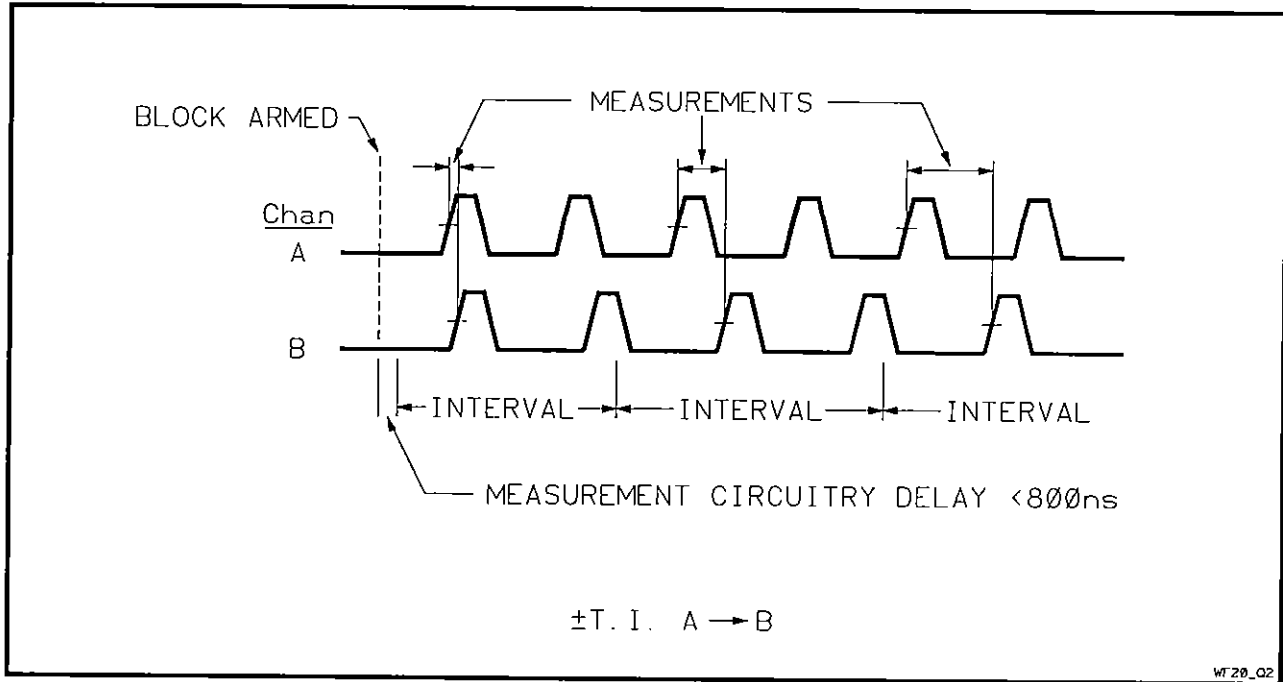 MEASUREMENTS
BLOCK ARMED
Chan
A
B
INTERVAL INTERVAL INTERVAL
MEASUREMENT CIRCUITRY DELAY <800ns
±T.I. A → B
WF20_02